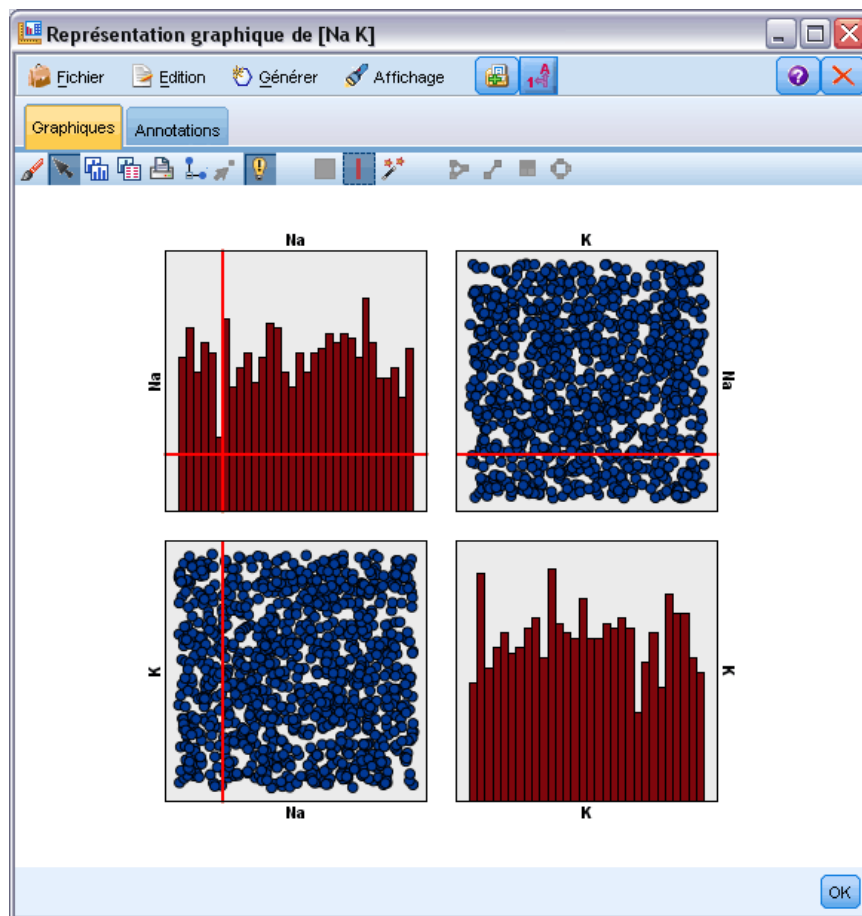 Représentation graphique de [Na K]
Fichier Edition Générer Affichage
Graphiques Annotations
Na K
Na Na
K K
Na K
OK